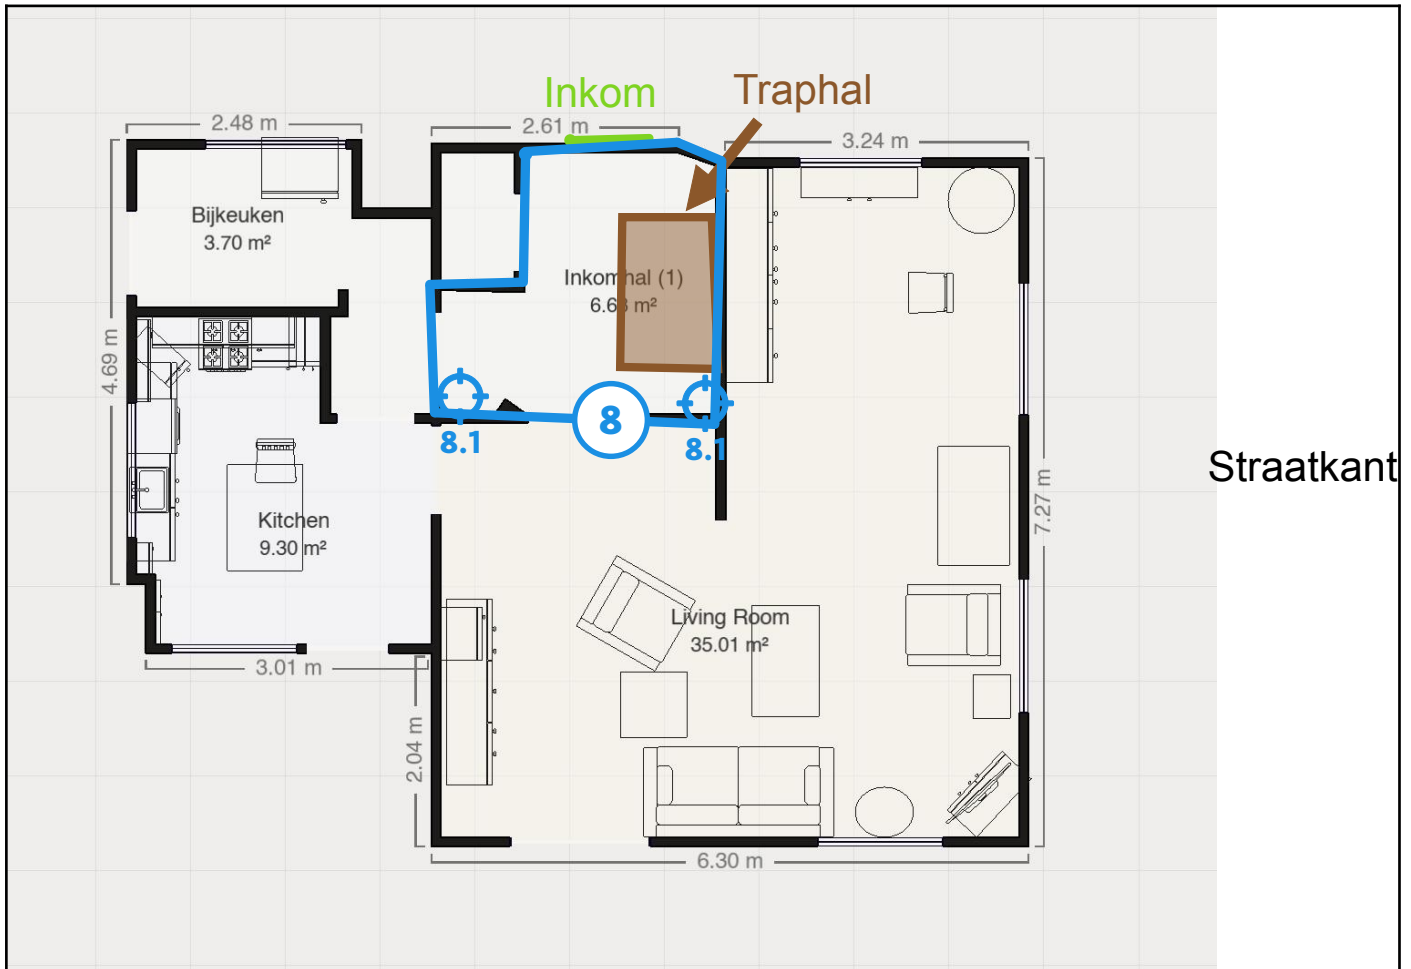 Inkom
Traphal
2.48 m
2.61 m
3.24 m
Bijkeuken
3.70 m²
Inkomhal (1)
6.63 m²
4.69 m
8
8.1
8.1
Straatkant
7.27 m
Kitchen
9.30 m²
Living Room
35.01 m²
3.01 m
2.04 m
6.30 m